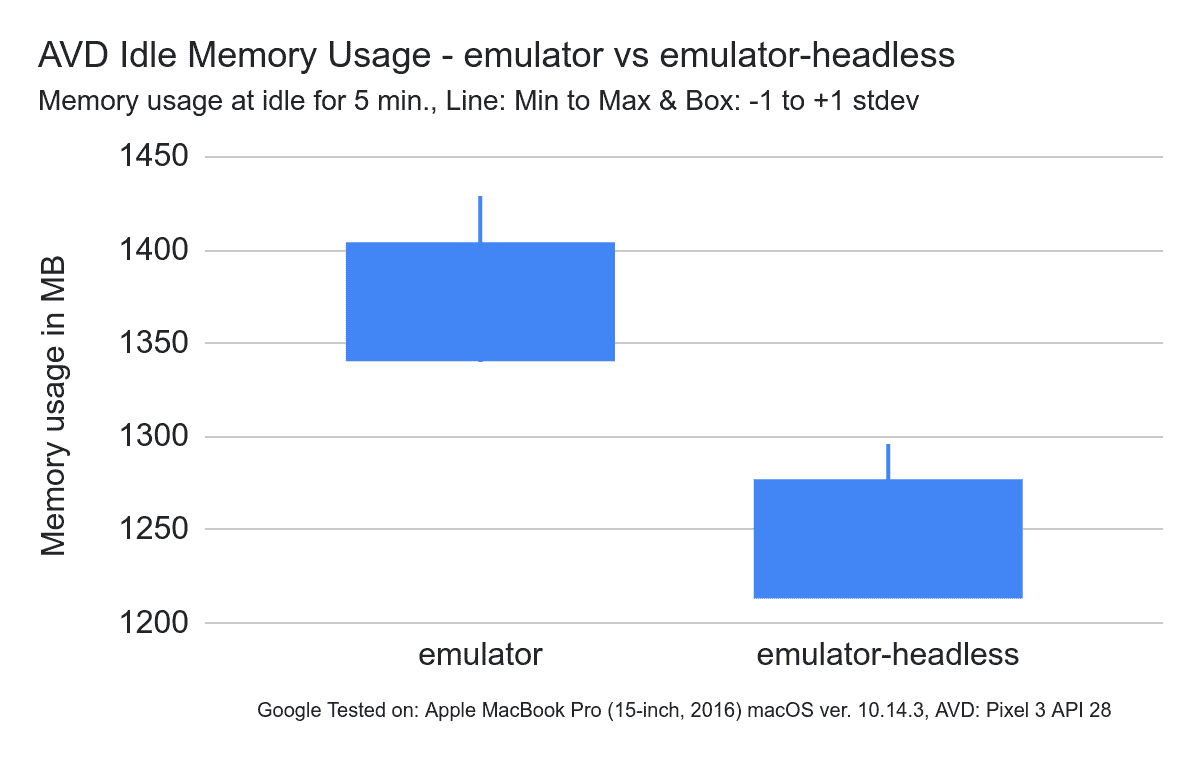 AVD Idle Memory Usage - emulator vs emulator-headless
Memory usage at idle for 5 min., Line: Min to Max & Box: -1 to +1 stdev
Memory usage in MB
1450
1400
1350
1300
1250
1200
emulator
emulator-headless
Google Tested on: Apple MacBook Pro (15-inch, 2016) macOS ver. 10.14.3, AVD: Pixel 3 API 28